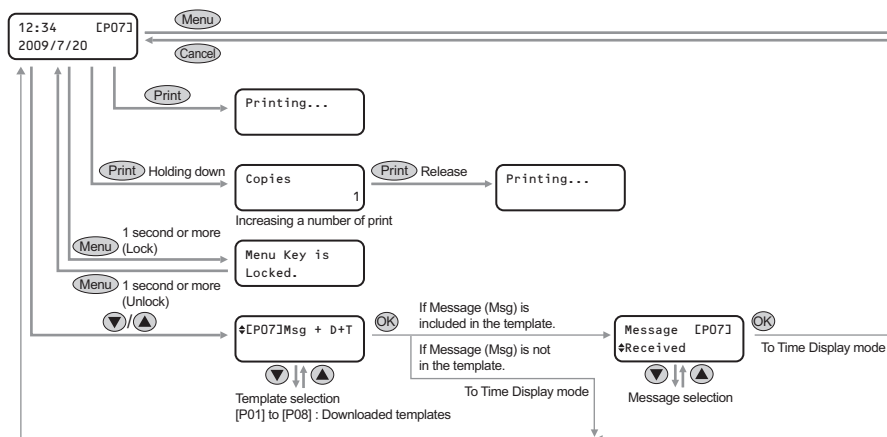 12:34 [P07]
2009/7/20
Menu
Cancel
Print
Printing...
Print Holding down
Copies
1
Increasing a number of print
Print Release
Printing...
Menu 1 second or more
(Lock)
Menu Key is
Locked.
Menu 1 second or more
(Unlock)
▼/▲
[P07]Msg + D+T
OK
If Message (Msg) is
included in the template.
If Message (Msg) is not
in the template.
To Time Display mode
Message [P07]
Received
OK
To Time Display mode
Template selection
[P01] to [P08] : Downloaded templates
Message selection